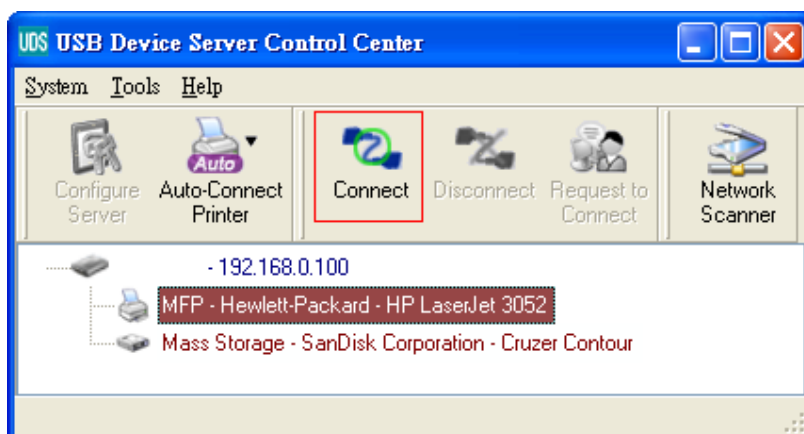 UDS USB Device Server Control Center
System Tools Help
Auto
Configure Server
Auto-Connect Printer
Connect
Disconnect
Request to Connect
Network Scanner
- 192.168.0.100
MFP - Hewlett-Packard - HP LaserJet 3052
Mass Storage - SanDisk Corporation - Cruzer Contour